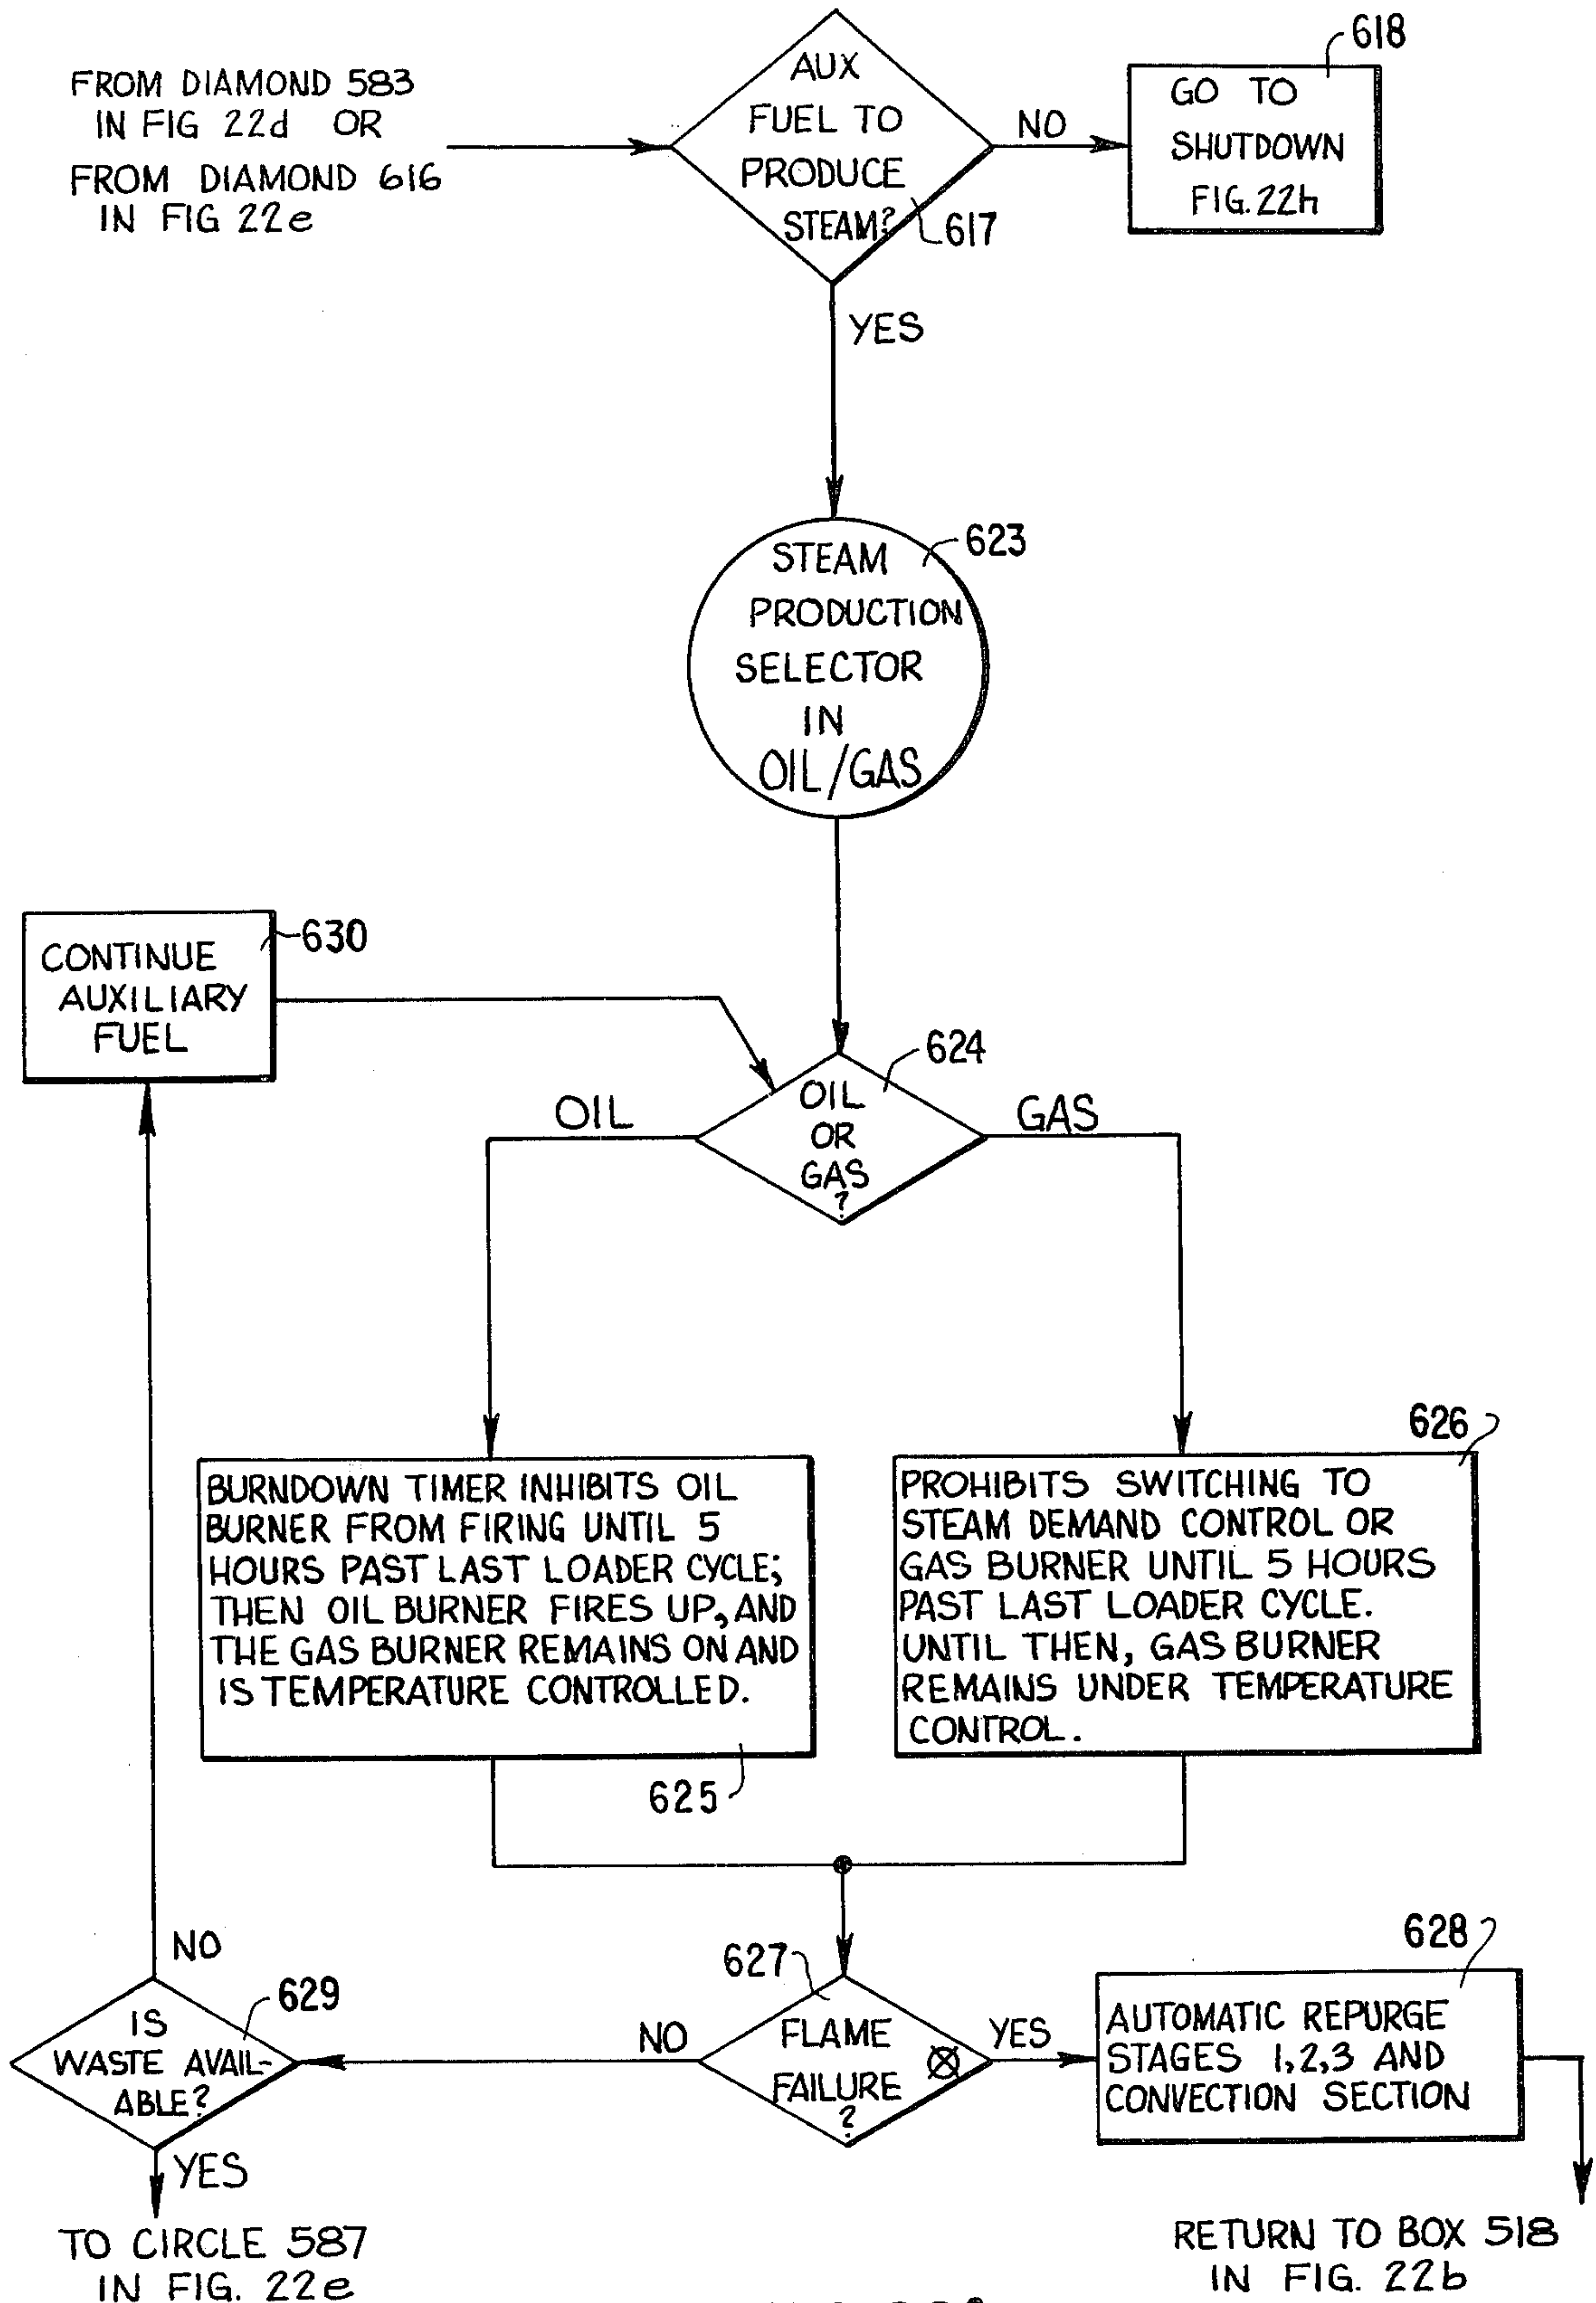 FROM DIAMOND 583
IN FIG 22d OR
FROM DIAMOND 616
IN FIG 22e
AUX
FUEL TO
PRODUCE
STEAM?
617
NO
618
GO TO
SHUTDOWN
FIG. 22h
YES
623
STEAM
PRODUCTION
SELECTOR
IN
OIL/GAS
630
CONTINUE
AUXILIARY
FUEL
624
OIL
OR
GAS
?
OIL
GAS
626
BURNDOWN TIMER INHIBITS OIL
BURNER FROM FIRING UNTIL 5
HOURS PAST LAST LOADER CYCLE;
THEN OIL BURNER FIRES UP, AND
THE GAS BURNER REMAINS ON AND
IS TEMPERATURE CONTROLLED.
625
PROHIBITS SWITCHING TO
STEAM DEMAND CONTROL OR
GAS BURNER UNTIL 5 HOURS
PAST LAST LOADER CYCLE.
UNTIL THEN, GAS BURNER
REMAINS UNDER TEMPERATURE
CONTROL.
627
FLAME
FAILURE
?
NO
YES
628
AUTOMATIC REPURGE
STAGES 1,2,3 AND
CONVECTION SECTION
RETURN TO BOX 518
IN FIG. 22b
629
IS
WASTE AVAIL-
ABLE?
NO
YES
TO CIRCLE 587
IN FIG. 22e